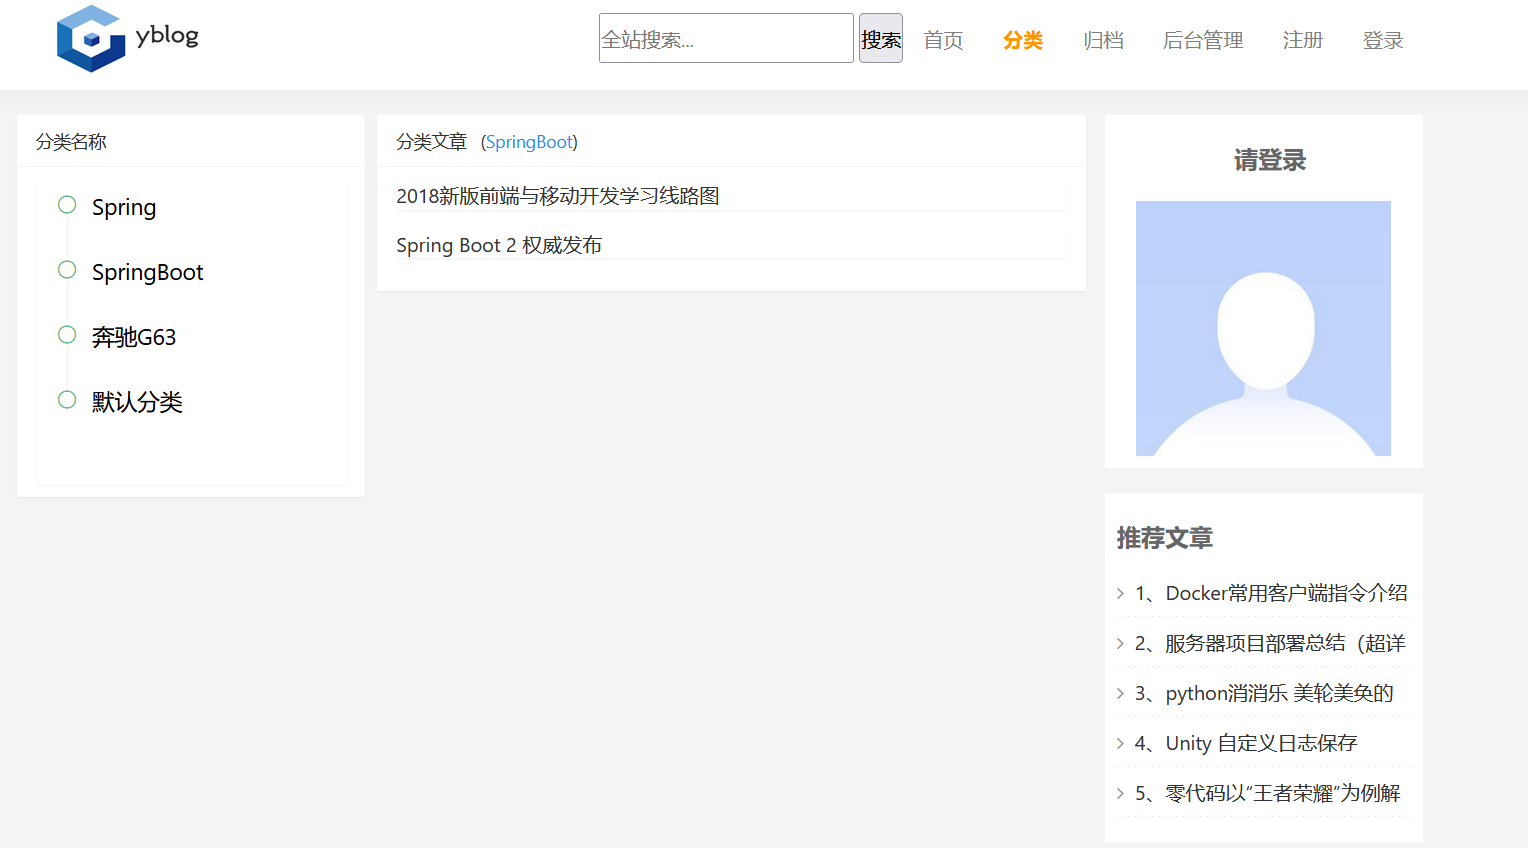 yblog
全站搜索...
搜索
首页
分类
归档
后台管理
注册
登录
分类名称
Spring
SpringBoot
奔驰G63
默认分类
分类文章 (SpringBoot)
2018新版前端与移动开发学习线路图
Spring Boot 2 权威发布
请登录
推荐文章
1、Docker常用客户端指令介绍
2、服务器项目部署总结（超详
3、python消消乐 美轮美奂的
4、Unity 自定义日志保存
5、零代码以“王者荣耀”为例解